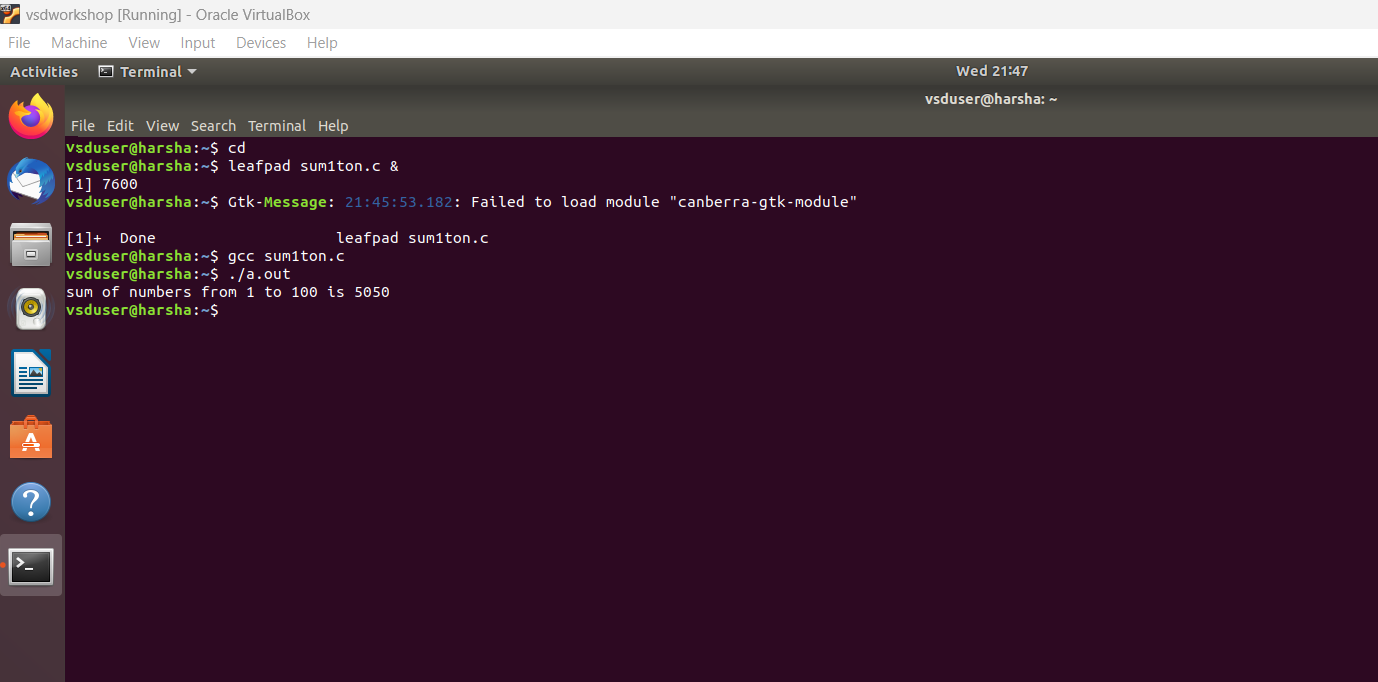 vsdworkshop [Running] - Oracle VirtualBox
File Machine View Input Devices Help
Activities Terminal Wed 21:47
vsduser@harsha: ~
File Edit View Search Terminal Help
vsduser@harsha:~$ cd
vsduser@harsha:~$ leafpad sum1ton.c &
[1] 7600
vsduser@harsha:~$ Gtk-Message: 21:45:53.182: Failed to load module "canberra-gtk-module"
[1]+  Done                    leafpad sum1ton.c
vsduser@harsha:~$ gcc sum1ton.c
vsduser@harsha:~$ ./a.out
sum of numbers from 1 to 100 is 5050
vsduser@harsha:~$